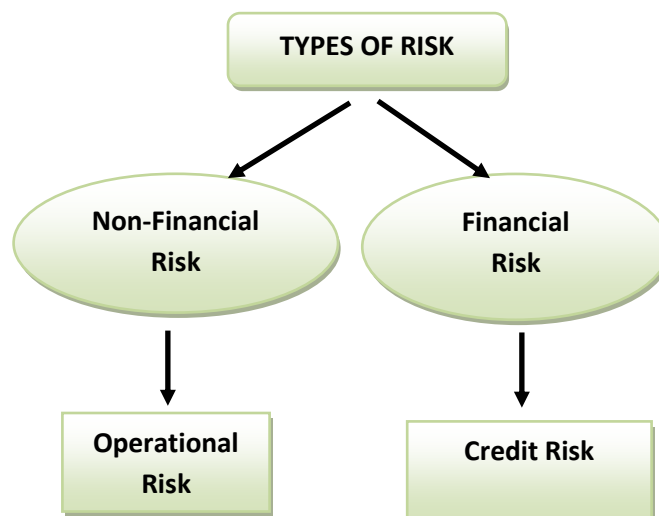 TYPES OF RISK
Non-Financial
Risk
Financial
Risk
Operational
Risk
Credit Risk